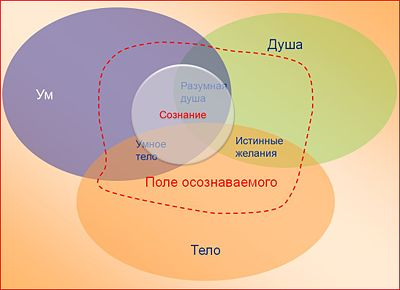 Душа
Ум
Разумная
душа
Сознание
Умное
тело
Истинные
желания
Поле осознаваемого
Тело